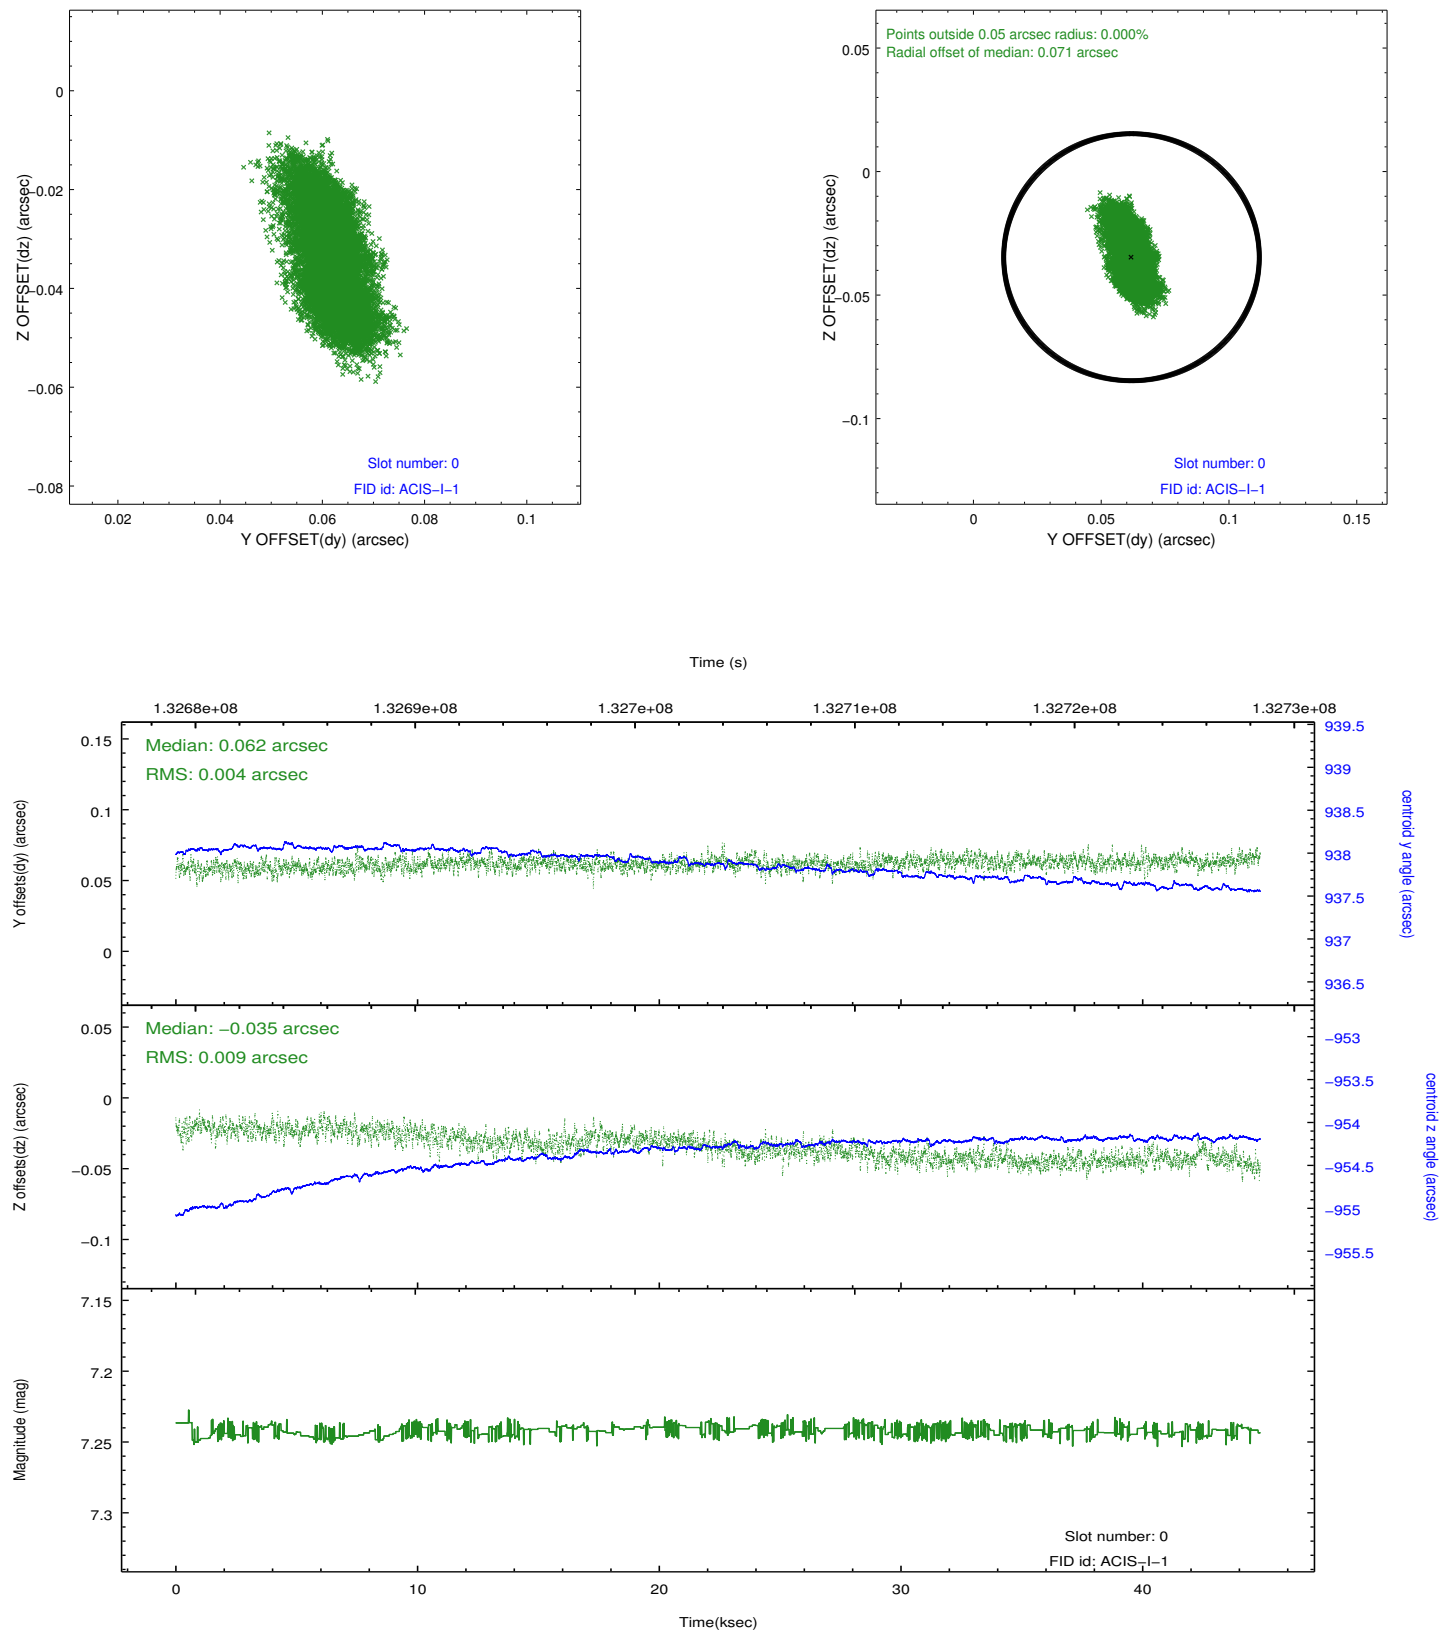 0
−0.02
−0.04
−0.06
−0.08
Z OFFSET(dz) (arcsec)
0.02
0.04
0.06
0.08
0.1
Y OFFSET(dy) (arcsec)
Slot number: 0
FID id: ACIS−I−1
Points outside 0.05 arcsec radius: 0.000%
Radial offset of median: 0.071 arcsec
0.05
0
−0.05
−0.1
Z OFFSET(dz) (arcsec)
0
0.05
0.1
0.15
Y OFFSET(dy) (arcsec)
Slot number: 0
FID id: ACIS−I−1
Time (s)
1.3268e+08
1.3269e+08
1.327e+08
1.3271e+08
1.3272e+08
1.3273e+08
Median: 0.062 arcsec
RMS: 0.004 arcsec
0.15
0.1
0.05
0
Y offsets(dy) (arcsec)
939.5
939
938.5
938
937.5
937
936.5
centroid y angle (arcsec)
Median: −0.035 arcsec
RMS: 0.009 arcsec
0.05
0
−0.05
−0.1
Z offsets(dz) (arcsec)
−953
−953.5
−954
−954.5
−955
−955.5
centroid z angle (arcsec)
7.15
7.2
7.25
7.3
Magnitude (mag)
Slot number: 0
FID id: ACIS−I−1
0
10
20
30
40
Time(ksec)